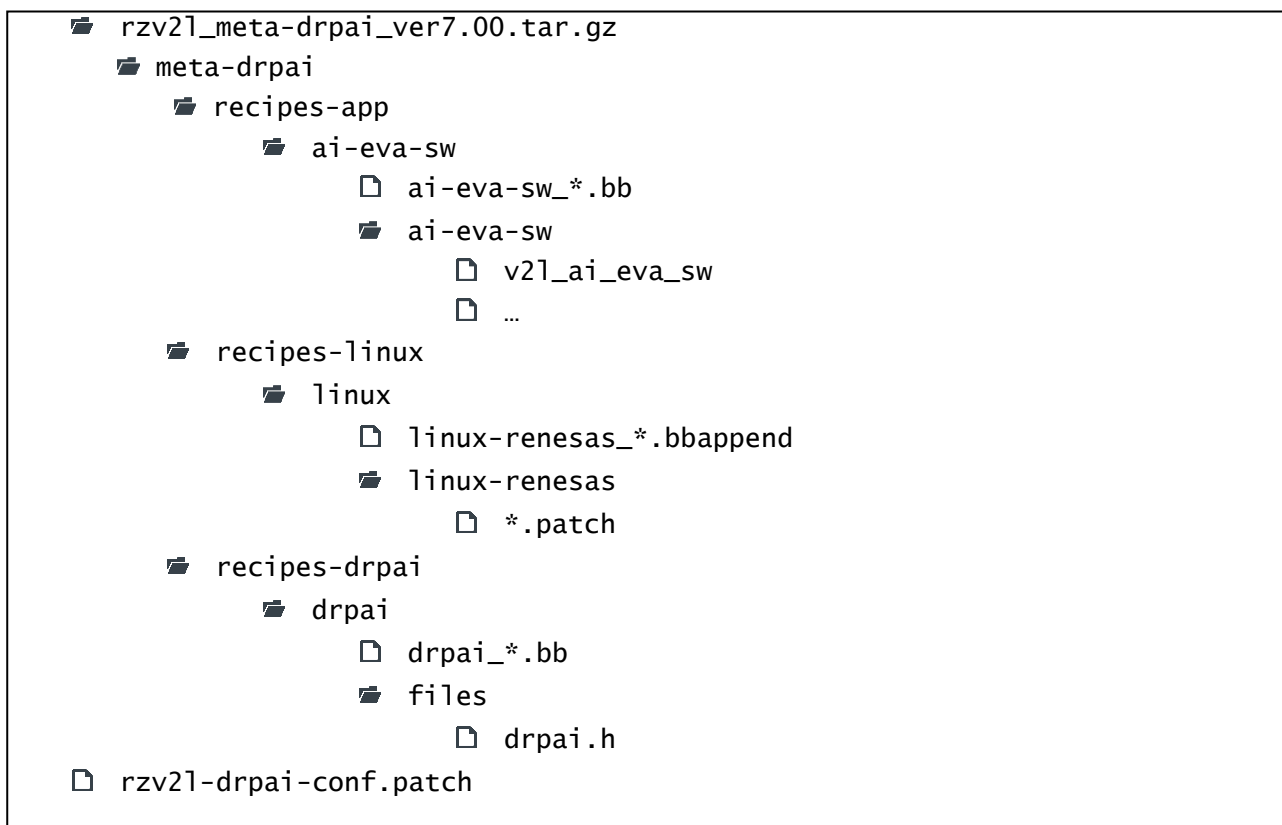 rzv2l_meta-drpai_ver7.00.tar.gz
meta-drpai
recipes-app
ai-eva-sw
ai-eva-sw_*.bb
ai-eva-sw
v2l_ai_eva_sw
…
recipes-linux
linux
linux-renesas_*.bbappend
linux-renesas
*.patch
recipes-drpai
drpai
drpai_*.bb
files
drpai.h
rzv2l-drpai-conf.patch